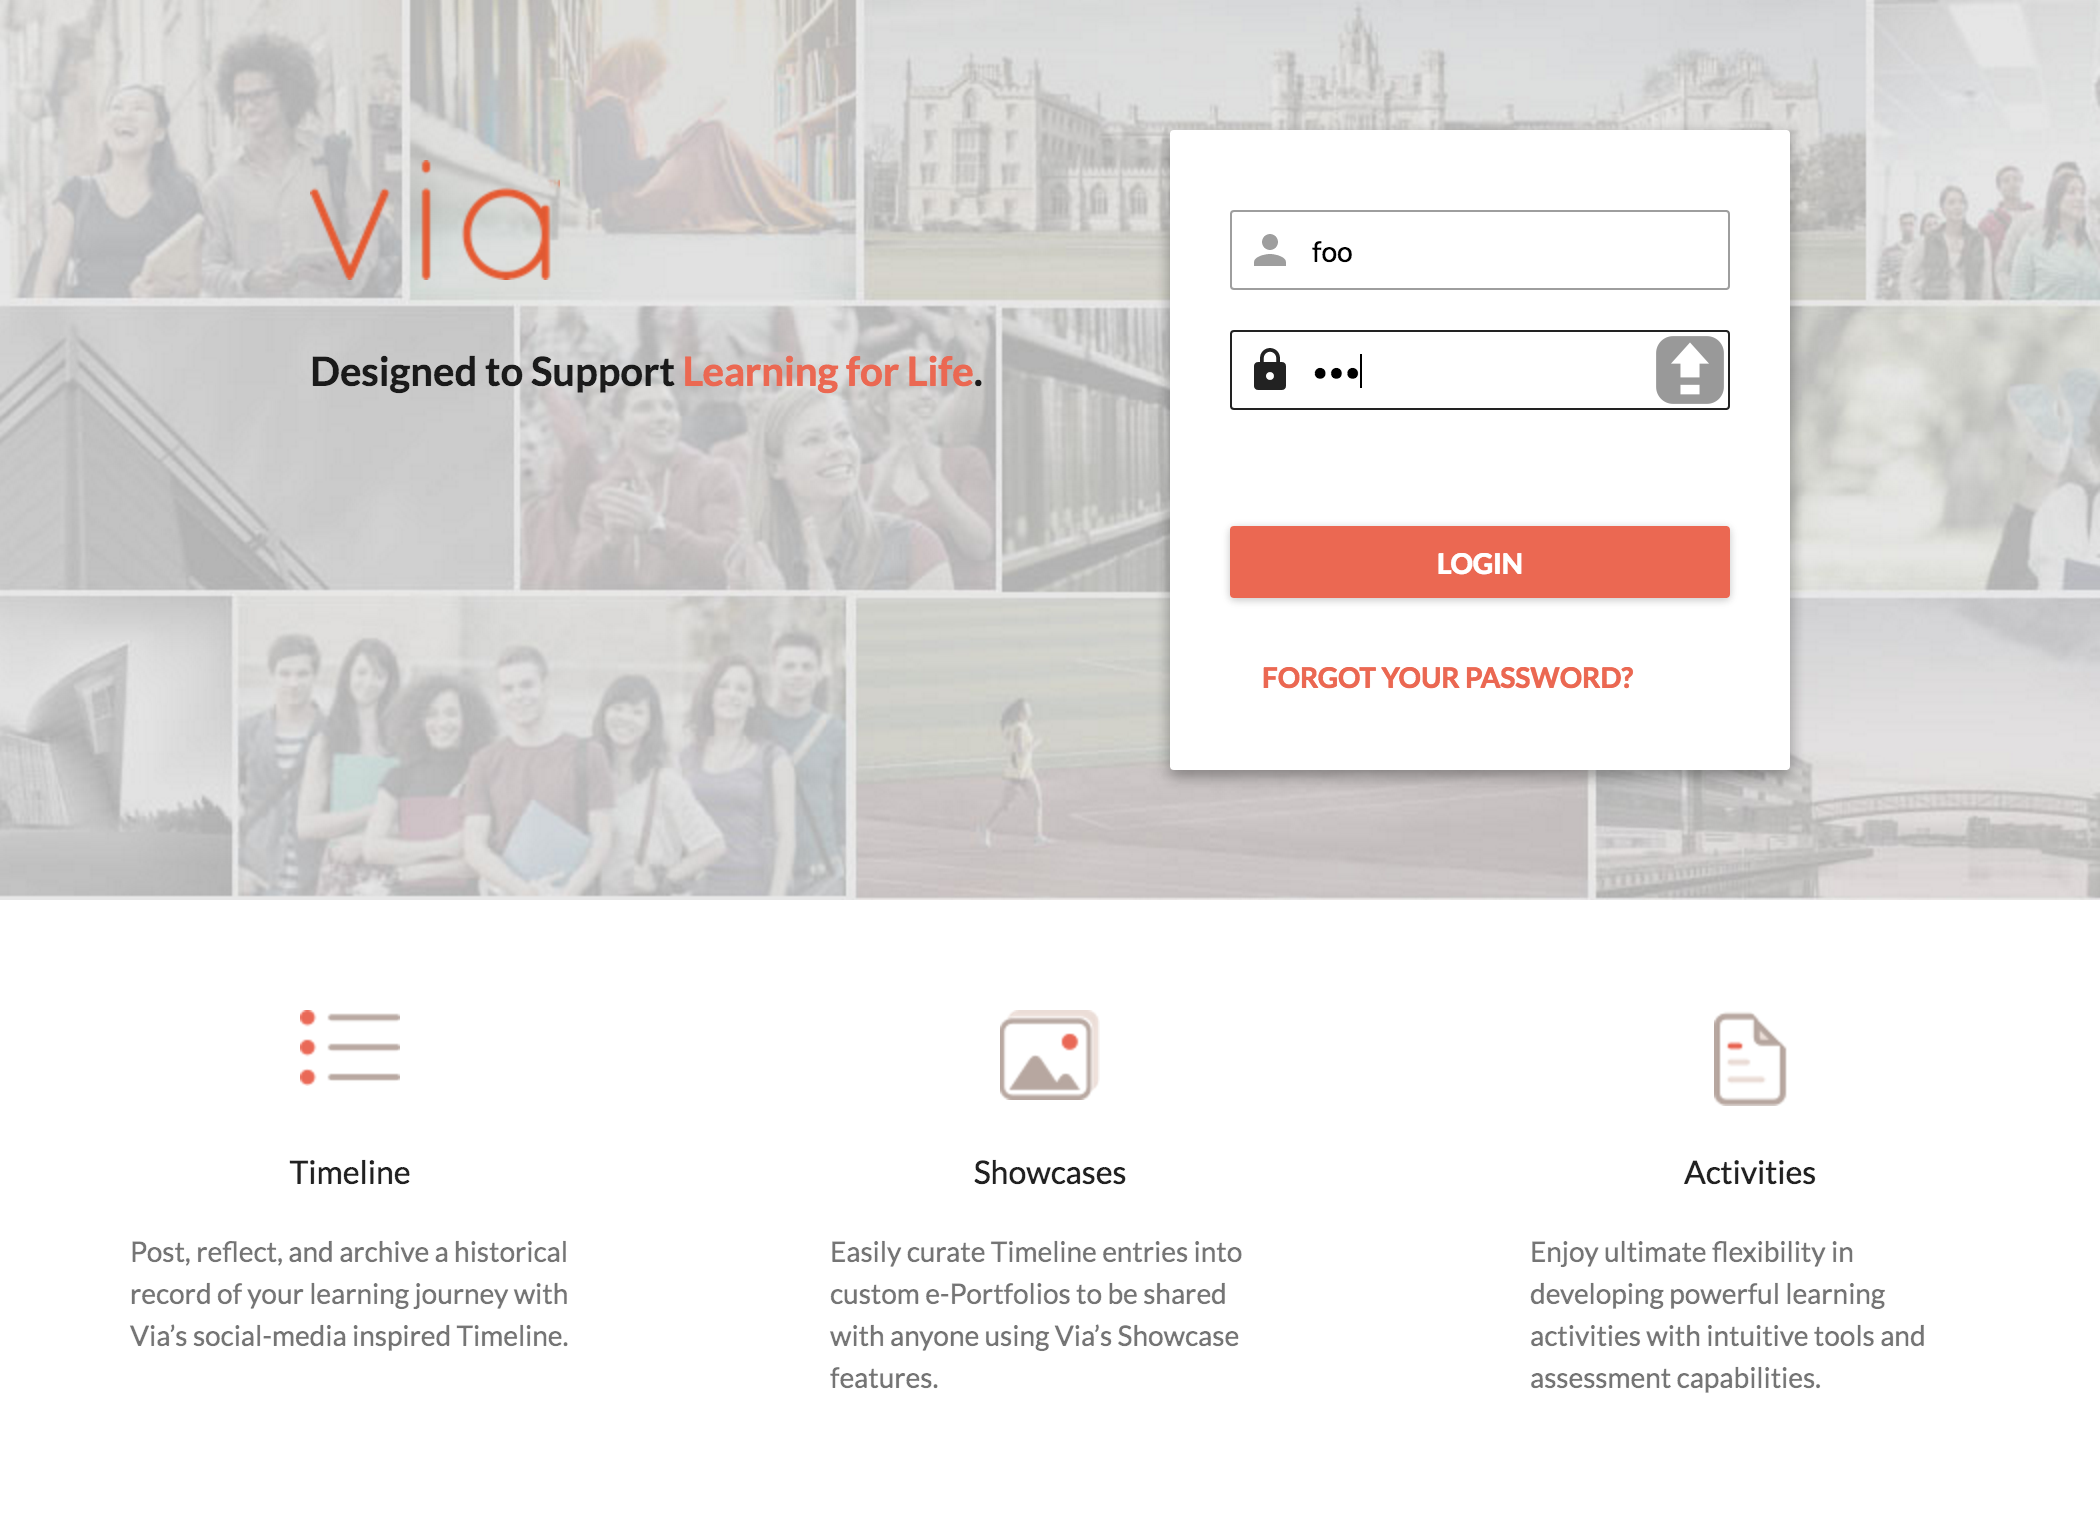 via
Designed to Support Learning for Life.
foo
LOGIN
FORGOT YOUR PASSWORD?
Timeline
Post, reflect, and archive a historical
record of your learning journey with
Via’s social-media inspired Timeline.
Showcases
Easily curate Timeline entries into
custom e-Portfolios to be shared
with anyone using Via’s Showcase
features.
Activities
Enjoy ultimate flexibility in
developing powerful learning
activities with intuitive tools and
assessment capabilities.